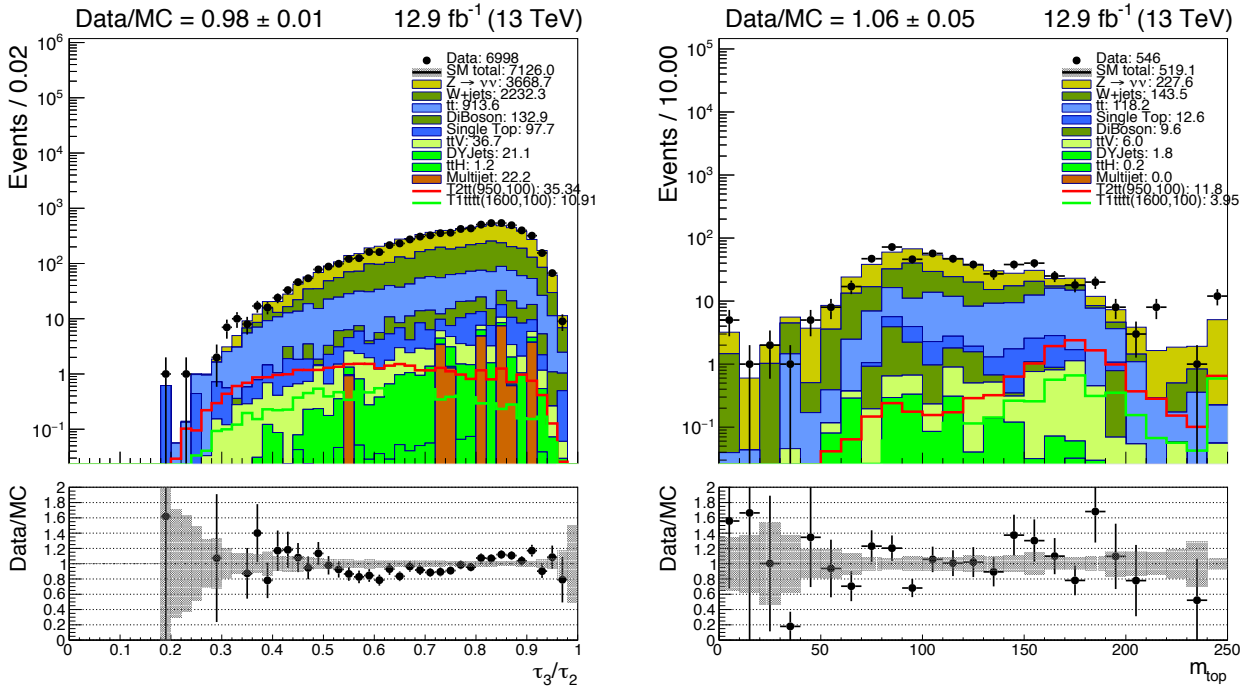 Data/MC = 0.98 ± 0.01 12.9 fb⁻¹ (13 TeV)
Events / 0.02
10⁶
10⁵
10⁴
10³
10²
10
1
10⁻¹
Data: 6998
SM total: 7126.0
Z → νν: 3668.7
W+jets: 2232.3
tt: 913.6
DiBoson: 132.9
Single Top: 97.7
ttV: 36.7
DYJets: 21.1
ttH: 1.2
Multijet: 22.2
T2tt(950,100): 35.34
T1tttt(1600,100): 10.91
Data/MC
2
1.8
1.6
1.4
1.2
1
0.8
0.6
0.4
0.2
0
0 0.1 0.2 0.3 0.4 0.5 0.6 0.7 0.8 0.9 1
τ₃/τ₂
Data/MC = 1.06 ± 0.05 12.9 fb⁻¹ (13 TeV)
Events / 10.00
10⁵
10⁴
10³
10²
10
1
10⁻¹
Data: 546
SM total: 519.1
Z → νν: 227.6
W+jets: 143.5
tt: 118.2
Single Top: 12.6
DiBoson: 9.6
ttV: 6.0
DYJets: 1.8
ttH: 0.2
Multijet: 0.0
T2tt(950,100): 11.8
T1tttt(1600,100): 3.95
Data/MC
2
1.8
1.6
1.4
1.2
1
0.8
0.6
0.4
0.2
0
0 50 100 150 200 250
m_top